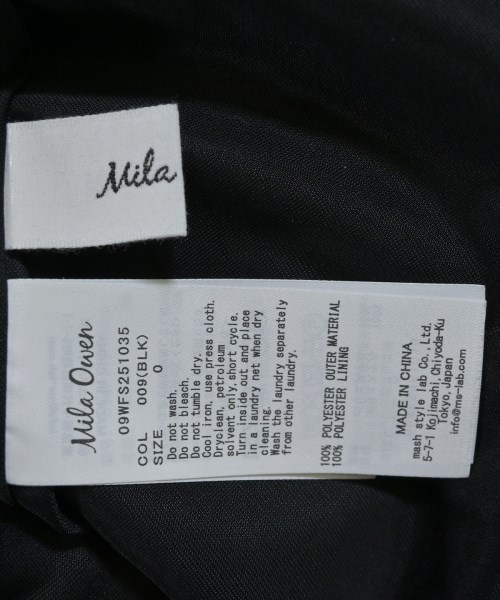 Mila
Mila Owen
09WFS251035
COL 009(BLK)
SIZE 0
Do not wash.
Do not bleach.
Do not tumble dry.
Cool iron, use press cloth.
Dryclean, petroleum
solvent only,short cycle.
Turn inside out and place
in a laundry net when dry
cleaning.
Wash the laundry separately
from other laundry.
100% POLYESTER OUTER MATERIAL
100% POLYESTER LINING
MADE IN CHINA
mash style lab Co., Ltd.
5-7-1 Kojimachi, Chiyoda-Ku
Tokyo, Japan
info@ms-lab.com